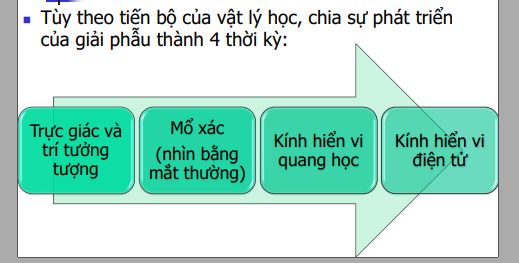 Tùy theo tiến bộ của vật lý học, chia sự phát triển
của giải phẫu thành 4 thời kỳ:
Trực giác và
trí tưởng
tượng
Mổ xác
(nhìn bằng
mắt thường)
Kính hiển vi
quang học
Kính hiển vi
điện tử